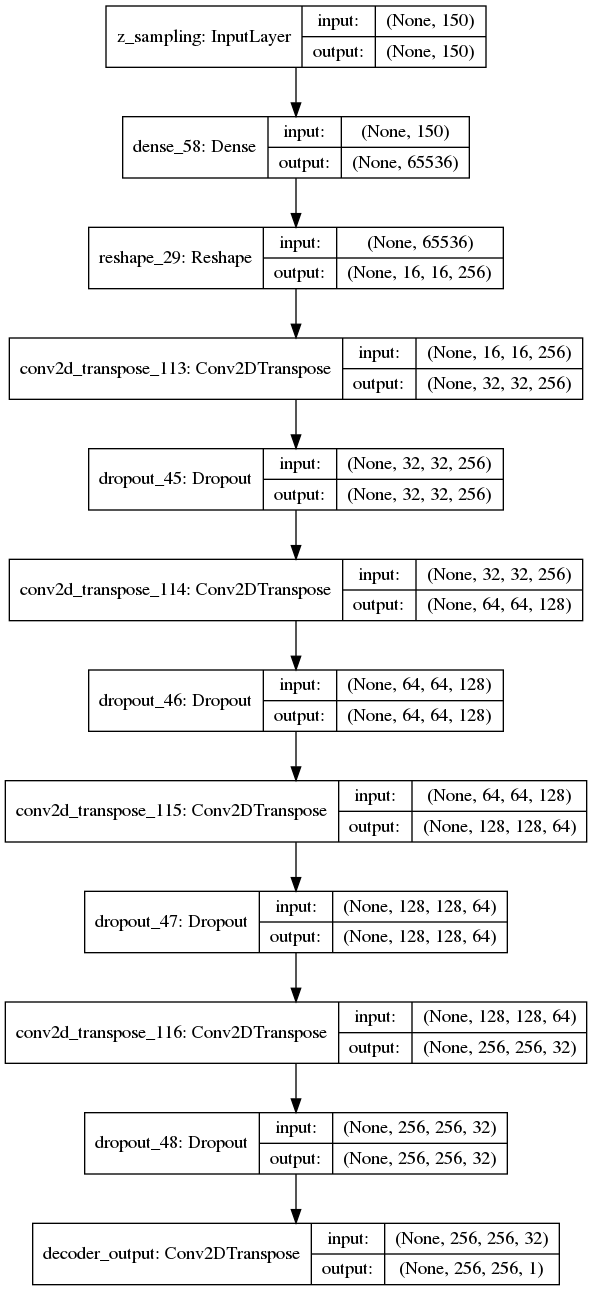 z_sampling: InputLayer
input: (None, 150)
output: (None, 150)
dense_58: Dense
input: (None, 150)
output: (None, 65536)
reshape_29: Reshape
input: (None, 65536)
output: (None, 16, 16, 256)
conv2d_transpose_113: Conv2DTranspose
input: (None, 16, 16, 256)
output: (None, 32, 32, 256)
dropout_45: Dropout
input: (None, 32, 32, 256)
output: (None, 32, 32, 256)
conv2d_transpose_114: Conv2DTranspose
input: (None, 32, 32, 256)
output: (None, 64, 64, 128)
dropout_46: Dropout
input: (None, 64, 64, 128)
output: (None, 64, 64, 128)
conv2d_transpose_115: Conv2DTranspose
input: (None, 64, 64, 128)
output: (None, 128, 128, 64)
dropout_47: Dropout
input: (None, 128, 128, 64)
output: (None, 128, 128, 64)
conv2d_transpose_116: Conv2DTranspose
input: (None, 128, 128, 64)
output: (None, 256, 256, 32)
dropout_48: Dropout
input: (None, 256, 256, 32)
output: (None, 256, 256, 32)
decoder_output: Conv2DTranspose
input: (None, 256, 256, 32)
output: (None, 256, 256, 1)